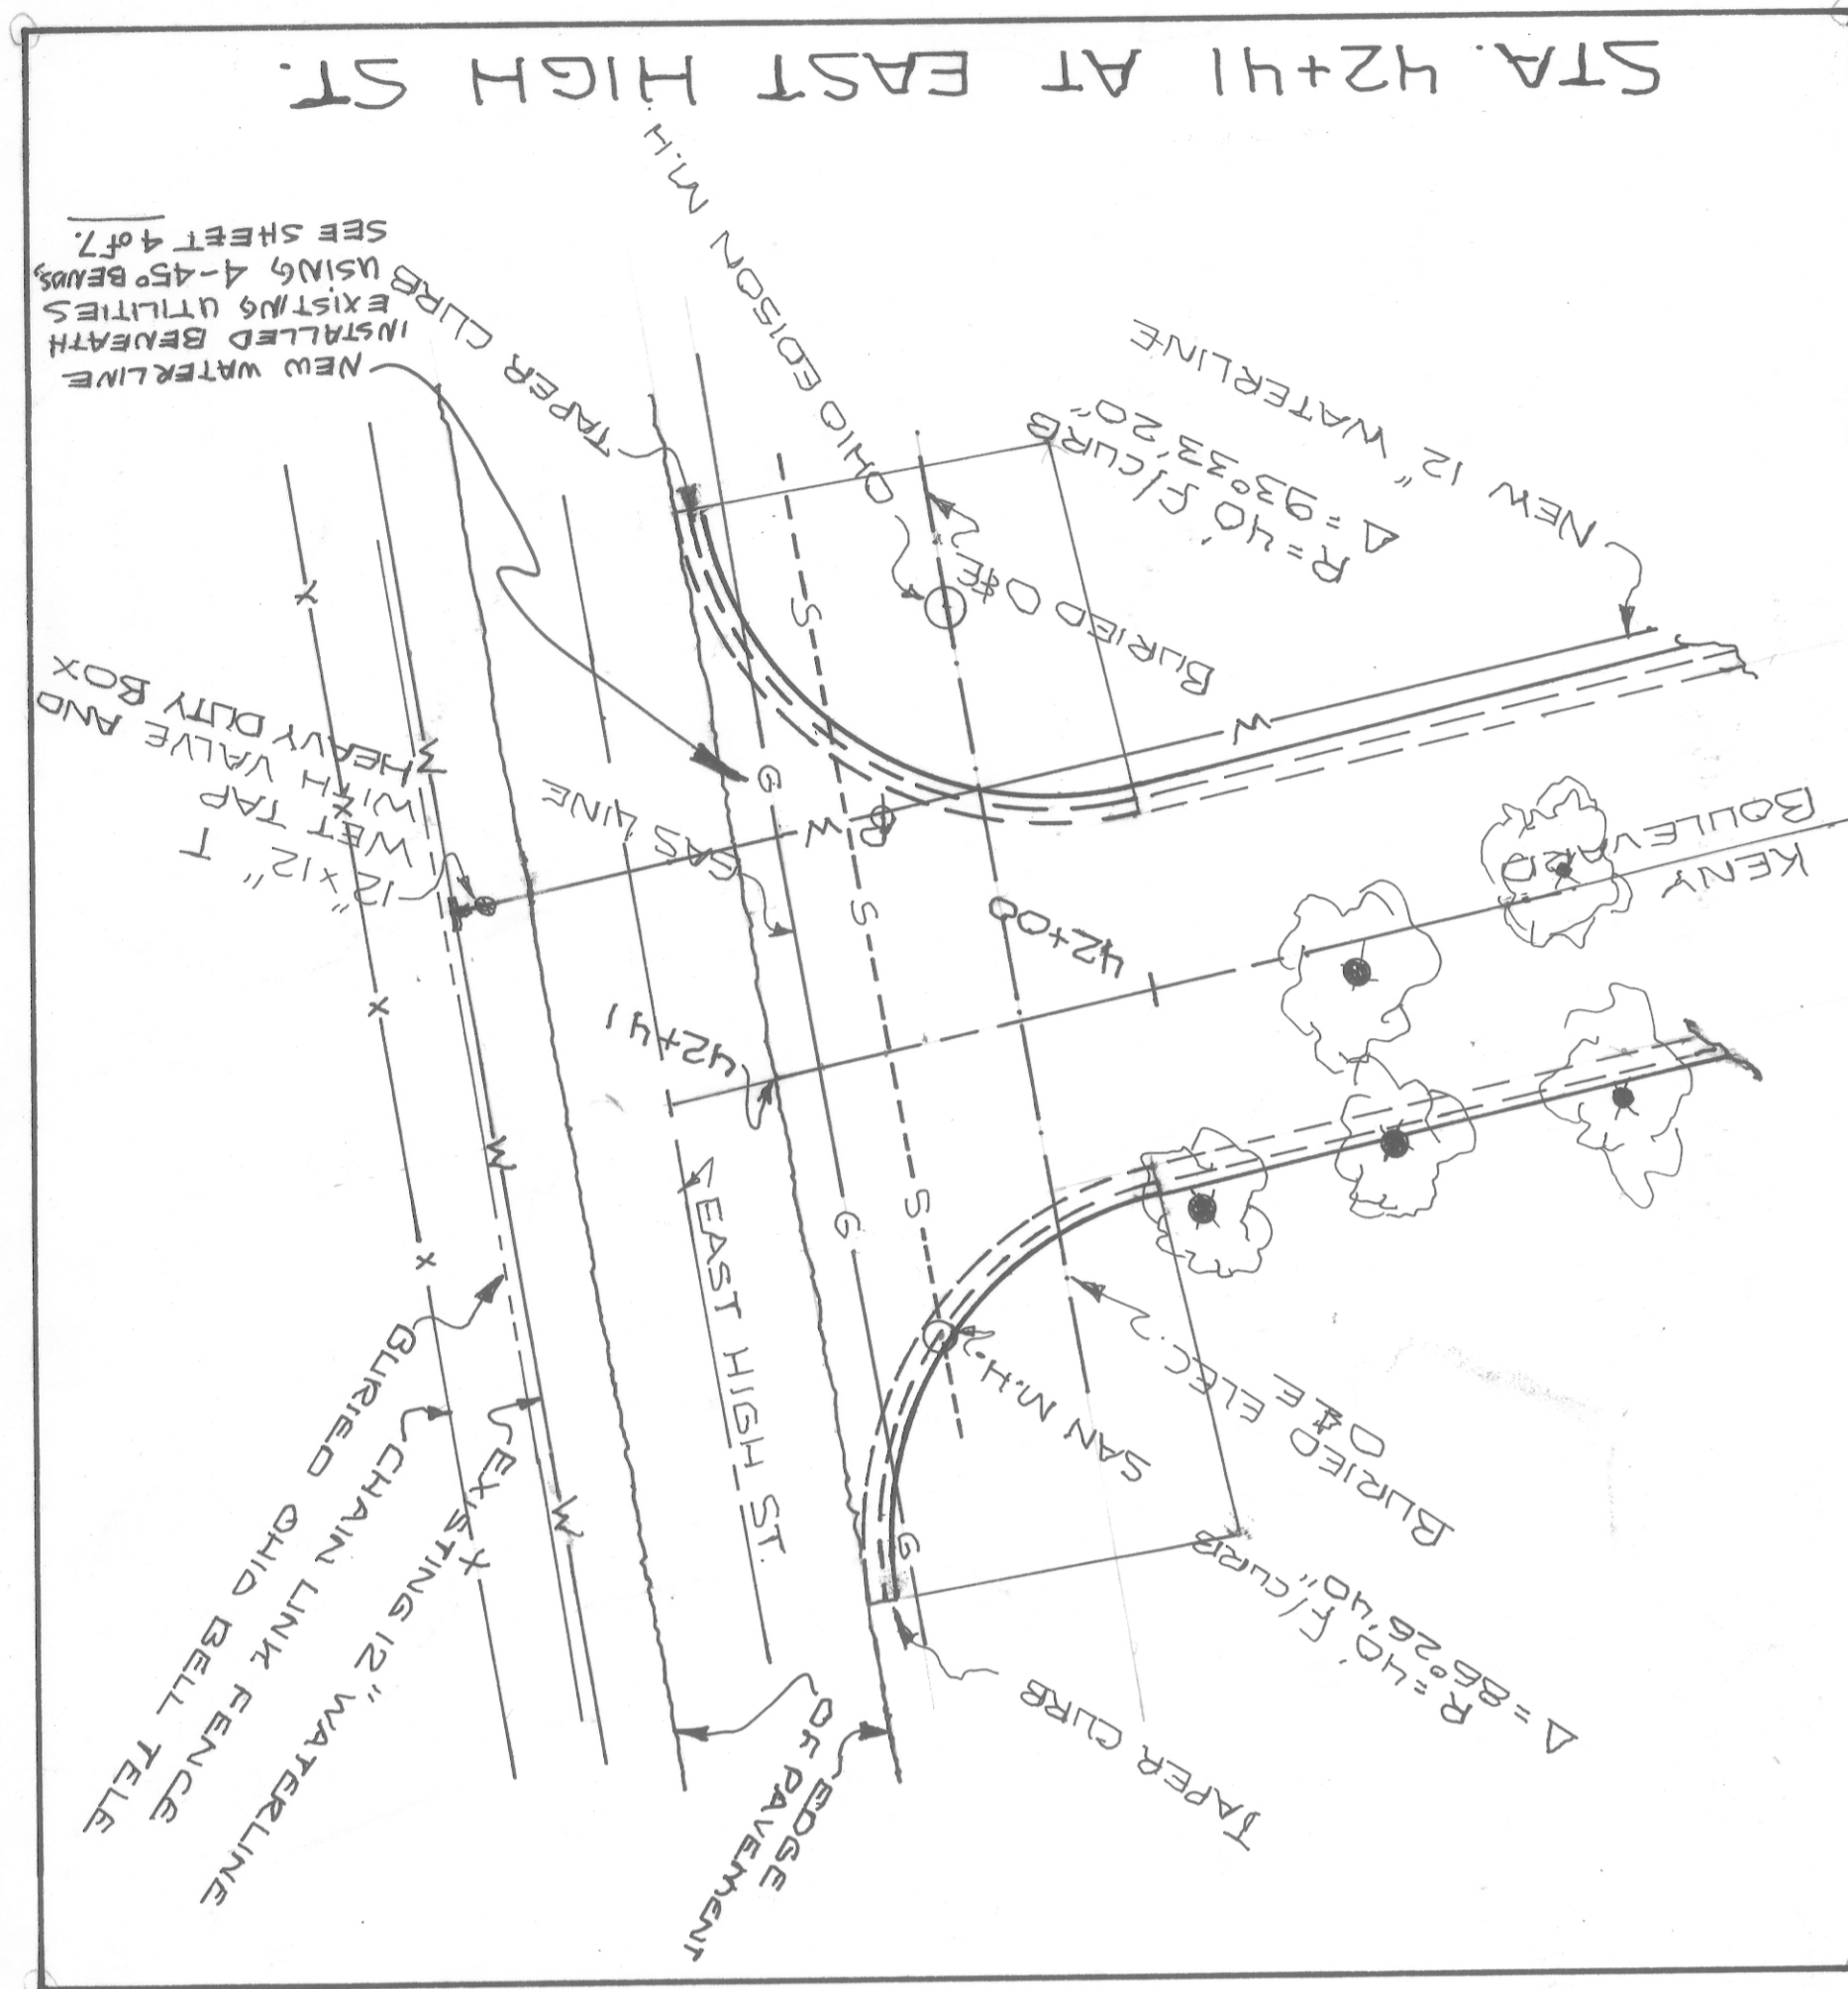 STA. 42+41 AT EAST HIGH ST.
TAPER CURB
EDGE
OF PAVEMENT
Δ = 86° 26' 40"
R = 40' F/CURB
BURIED ELEC.
O&E
SAN M.H.
EAST HIGH ST.
EXISTING 12" WATERLINE
CHAIN LINK FENCE
BURIED OHIO BELL TELE
KENT
BOULEVARD
42+00
42+41
GAS LINE
12" x 12" T
WET TAP
WITH VALVE AND
HEAVY DUTY BOX
NEW 12" WATERLINE
Δ = 93° 33' 20"
R = 40' F/CURB
BURIED O&E
OHIO EDISON M.H.
TAPER CURB
NEW WATERLINE
INSTALLED BENEATH
EXISTING UTILITIES
USING 4-45° BENDS,
SEE SHEET 4 of 7.
G
G
G
S
S
S
W
W
W
W
W
X
X
X
X
X